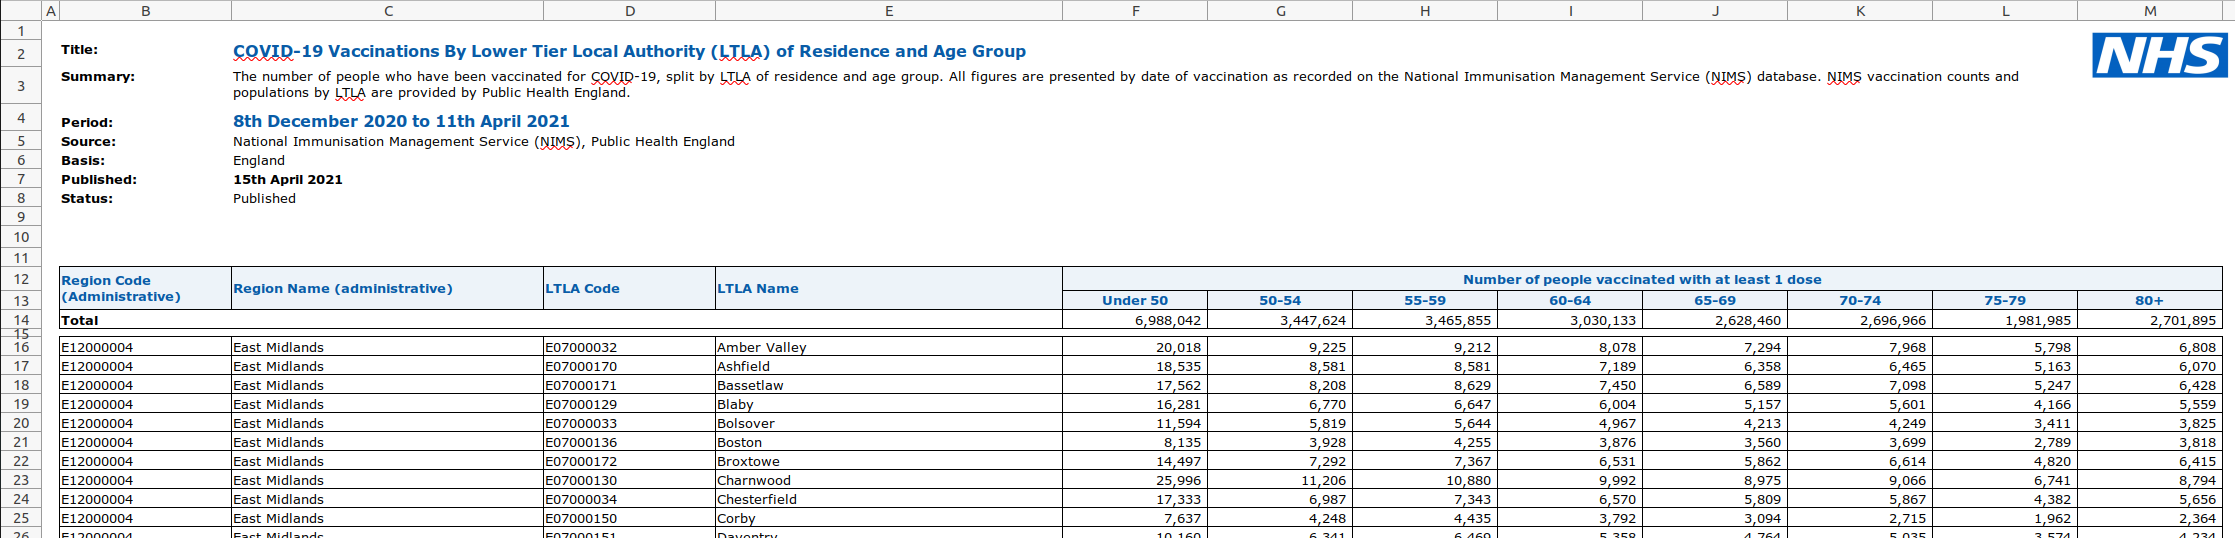 A B C D E F G H I J K L M
1
2 Title: COVID-19 Vaccinations By Lower Tier Local Authority (LTLA) of Residence and Age Group
NHS
3 Summary: The number of people who have been vaccinated for COVID-19, split by LTLA of residence and age group. All figures are presented by date of vaccination as recorded on the National Immunisation Management Service (NIMS) database. NIMS vaccination counts and
populations by LTLA are provided by Public Health England.
4 Period: 8th December 2020 to 11th April 2021
5 Source: National Immunisation Management Service (NIMS), Public Health England
6 Basis: England
7 Published: 15th April 2021
8 Status: Published
9
10
11
12 Region Code (Administrative) Region Name (administrative) LTLA Code LTLA Name Number of people vaccinated with at least 1 dose
13 Under 50 50-54 55-59 60-64 65-69 70-74 75-79 80+
14 Total 6,988,042 3,447,624 3,465,855 3,030,133 2,628,460 2,696,966 1,981,985 2,701,895
15
16 E12000004 East Midlands E07000032 Amber Valley 20,018 9,225 9,212 8,078 7,294 7,968 5,798 6,808
17 E12000004 East Midlands E07000170 Ashfield 18,535 8,581 8,581 7,189 6,358 6,465 5,163 6,070
18 E12000004 East Midlands E07000171 Bassetlaw 17,562 8,208 8,629 7,450 6,589 7,098 5,247 6,428
19 E12000004 East Midlands E07000129 Blaby 16,281 6,770 6,647 6,004 5,157 5,601 4,166 5,559
20 E12000004 East Midlands E07000033 Bolsover 11,594 5,819 5,644 4,967 4,213 4,249 3,411 3,825
21 E12000004 East Midlands E07000136 Boston 8,135 3,928 4,255 3,876 3,560 3,699 2,789 3,818
22 E12000004 East Midlands E07000172 Broxtowe 14,497 7,292 7,367 6,531 5,862 6,614 4,820 6,415
23 E12000004 East Midlands E07000130 Charnwood 25,996 11,206 10,880 9,992 8,975 9,066 6,741 8,794
24 E12000004 East Midlands E07000034 Chesterfield 17,333 6,987 7,343 6,570 5,809 5,867 4,382 5,656
25 E12000004 East Midlands E07000150 Corby 7,637 4,248 4,435 3,792 3,094 2,715 1,962 2,364
26 E12000004 East Midlands E07000151 Daventry 10,160 6,341 6,469 5,358 4,764 5,035 3,574 4,234